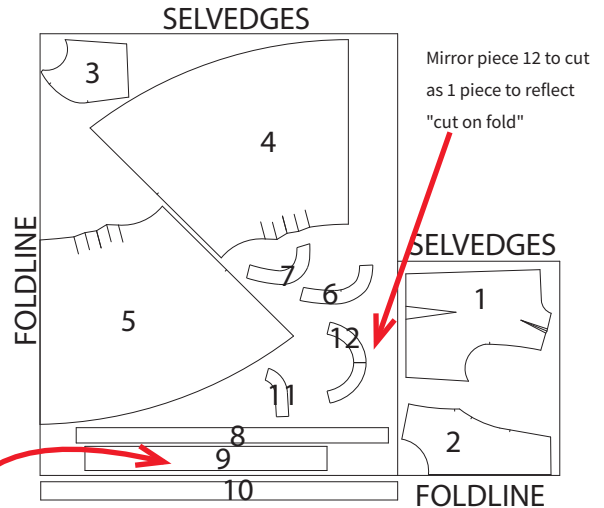 SELVEDGES
Mirror piece 12 to cut
as 1 piece to reflect
"cut on fold"
3
4
FOLDLINE
SELVEDGES
7
6
1
5
12
11
8
2
9
10
FOLDLINE